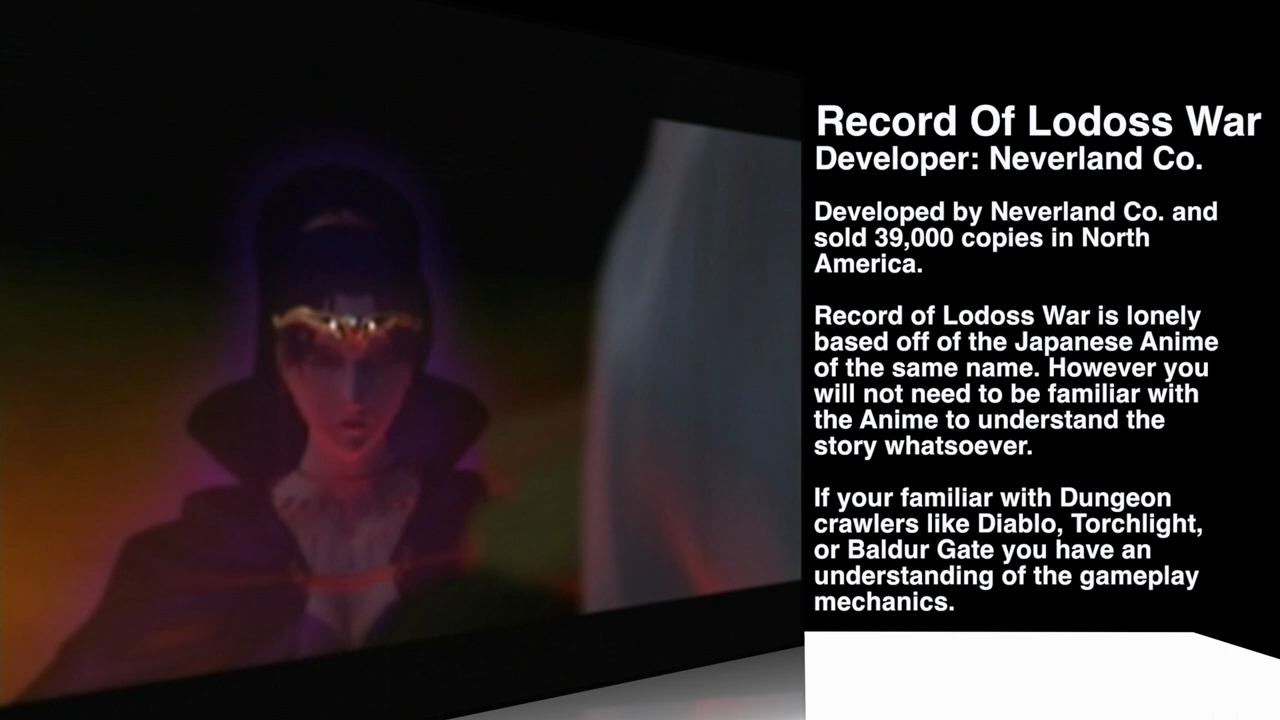 Record Of Lodoss War
Developer: Neverland Co.
Developed by Neverland Co. and
sold 39,000 copies in North
America.
Record of Lodoss War is lonely
based off of the Japanese Anime
of the same name. However you
will not need to be familiar with
the Anime to understand the
story whatsoever.
If your familiar with Dungeon
crawlers like Diablo, Torchlight,
or Baldur Gate you have an
understanding of the gameplay
mechanics.